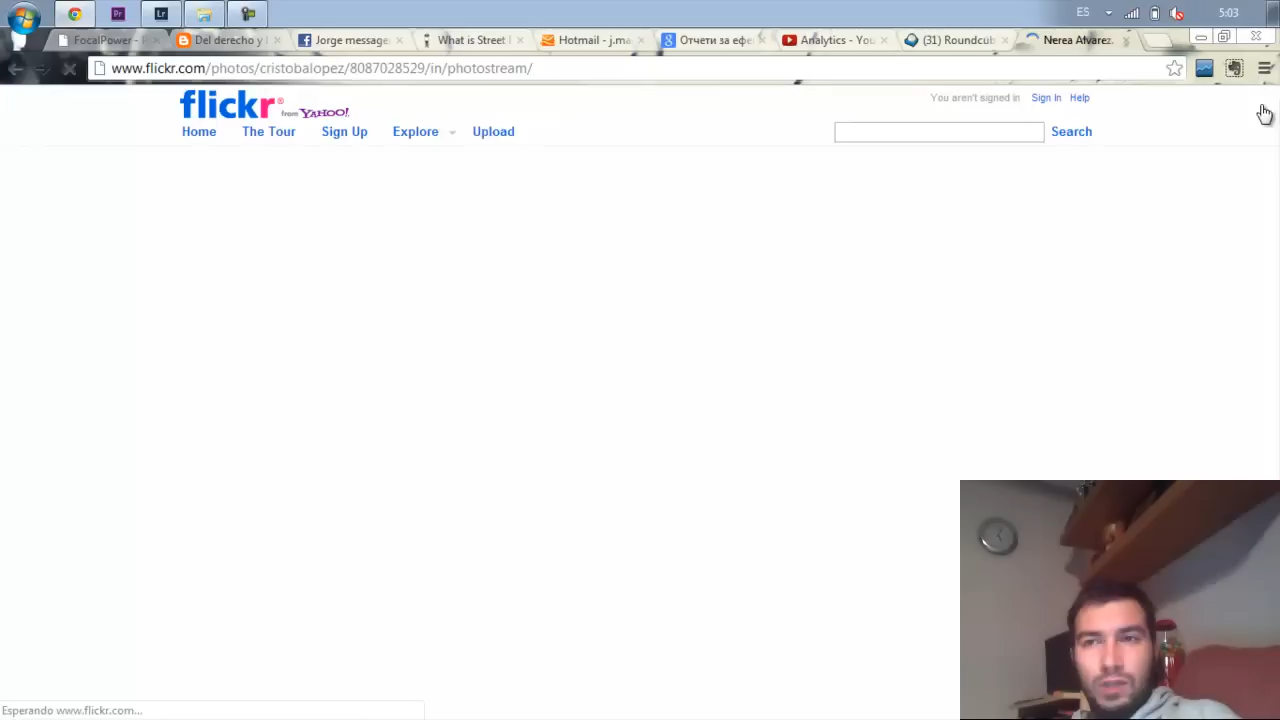 Pr Lr ES 5:03
FocalPower - Del derecho y Jorge message What is Street Hotmail - j.ma Отчети за ефе Analytics - You (31) Roundcub Nerea Alvarez
www.flickr.com/photos/cristobalopez/8087028529/in/photostream/
flickr® from YAHOO!
You aren't signed in Sign In Help
Home The Tour Sign Up Explore Upload Search
Esperando www.flickr.com...